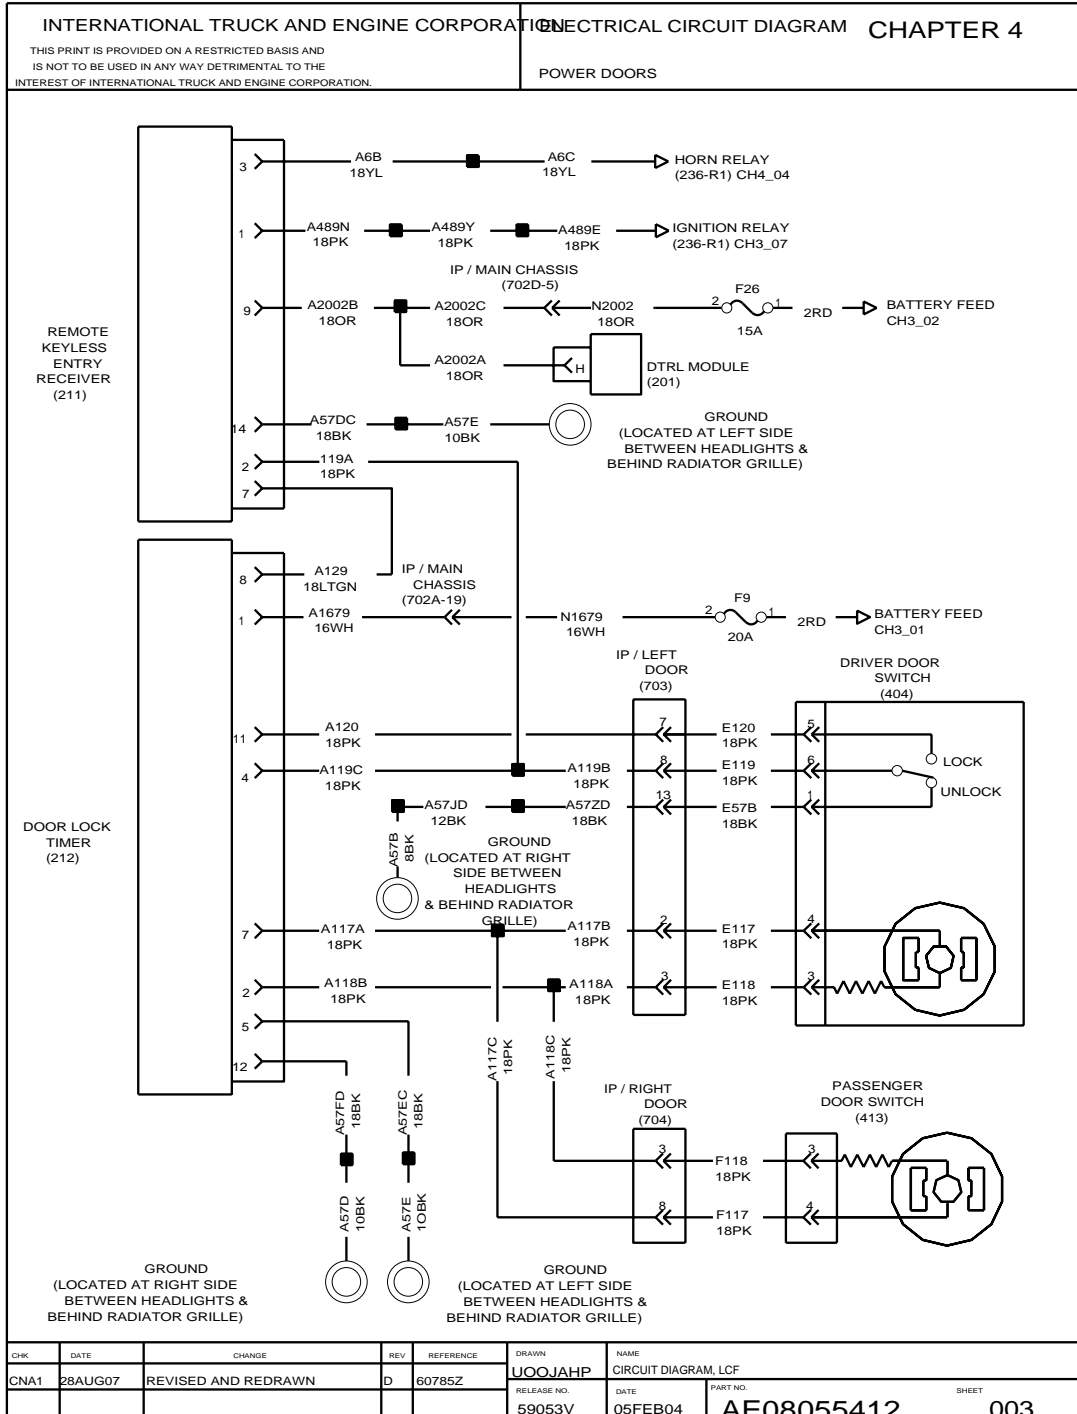 INTERNATIONAL TRUCK AND ENGINE CORPORATION
THIS PRINT IS PROVIDED ON A RESTRICTED BASIS AND
IS NOT TO BE USED IN ANY WAY DETRIMENTAL TO THE
INTEREST OF INTERNATIONAL TRUCK AND ENGINE CORPORATION.
ELECTRICAL CIRCUIT DIAGRAM CHAPTER 4
POWER DOORS
REMOTE
KEYLESS
ENTRY
RECEIVER
(211)
3
A6B
18YL
A6C
18YL
HORN RELAY
(236-R1) CH4_04
1
A489N
18PK
A489Y
18PK
A489E
18PK
IGNITION RELAY
(236-R1) CH3_07
IP / MAIN CHASSIS
(702D-5)
9
A2002B
18OR
A2002C
18OR
N2002
18OR
F26
2
1
15A
2RD
BATTERY FEED
CH3_02
A2002A
18OR
H
DTRL MODULE
(201)
14
A57DC
18BK
A57E
10BK
GROUND
(LOCATED AT LEFT SIDE
BETWEEN HEADLIGHTS &
BEHIND RADIATOR GRILLE)
2
119A
18PK
7
DOOR LOCK
TIMER
(212)
8
A129
18LTGN
IP / MAIN
CHASSIS
(702A-19)
1
A1679
16WH
N1679
16WH
F9
2
1
20A
2RD
BATTERY FEED
CH3_01
IP / LEFT
DOOR
(703)
DRIVER DOOR
SWITCH
(404)
11
A120
18PK
7
E120
18PK
5
LOCK
4
A119C
18PK
A119B
18PK
8
E119
18PK
6
UNLOCK
A57JD
12BK
A57ZD
18BK
13
E57B
18BK
1
A57B
8BK
GROUND
(LOCATED AT RIGHT
SIDE BETWEEN
HEADLIGHTS
& BEHIND RADIATOR
GRILLE)
7
A117A
18PK
A117B
18PK
2
E117
18PK
4
2
A118B
18PK
A118A
18PK
3
E118
18PK
3
5
12
A117C
18PK
A118C
18PK
A57FD
18BK
A57EC
18BK
A57D
10BK
A57E
1OBK
IP / RIGHT
DOOR
(704)
PASSENGER
DOOR SWITCH
(413)
3
F118
18PK
3
8
F117
18PK
4
GROUND
(LOCATED AT RIGHT SIDE
BETWEEN HEADLIGHTS &
BEHIND RADIATOR GRILLE)
GROUND
(LOCATED AT LEFT SIDE
BETWEEN HEADLIGHTS &
BEHIND RADIATOR GRILLE)
CHK DATE CHANGE REV REFERENCE
CNA1 28AUG07 REVISED AND REDRAWN D 60785Z
DRAWN
UOOJAHP
NAME
CIRCUIT DIAGRAM, LCF
RELEASE NO.
59053V
DATE
05FEB04
PART NO.
AE08055412
SHEET
003